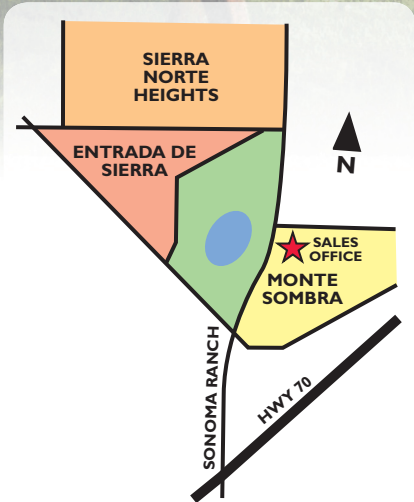 SIERRA
NORTE
HEIGHTS
ENTRADA DE
SIERRA
N
SALES
OFFICE
MONTE
SOMBRA
SONOMA RANCH
HWY 70